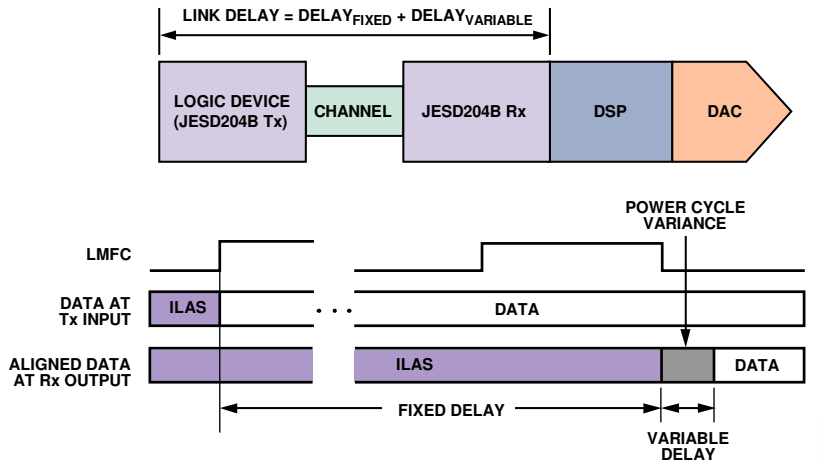 LINK DELAY = DELAYFIXED + DELAYVARIABLE
LOGIC DEVICE
(JESD204B Tx)
CHANNEL
JESD204B Rx
DSP
DAC
POWER CYCLE
VARIANCE
LMFC
DATA AT
Tx INPUT
ILAS
. . .
DATA
ALIGNED DATA
AT Rx OUTPUT
ILAS
DATA
FIXED DELAY
VARIABLE
DELAY